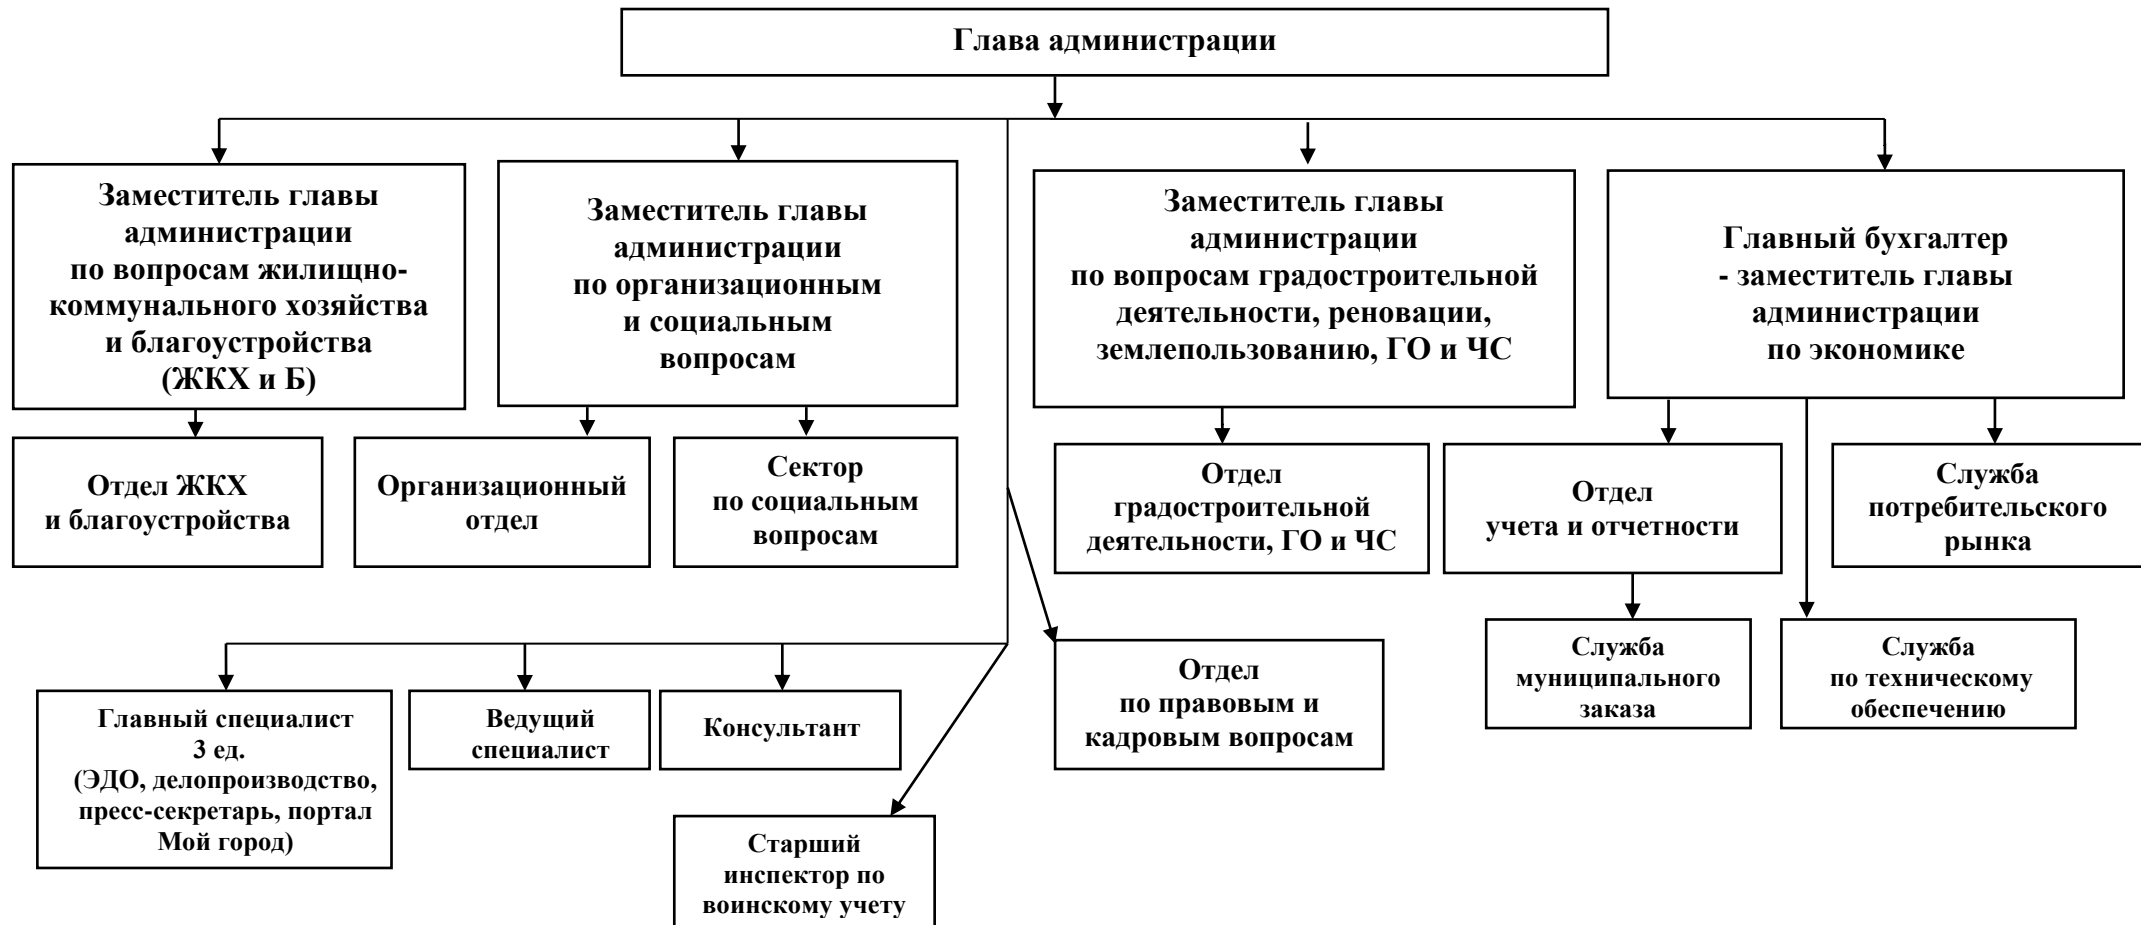 Глава администрации
Заместитель главы
администрации
по вопросам жилищно-
коммунального хозяйства
и благоустройства
(ЖКХ и Б)
Заместитель главы
администрации
по организационным
и социальным
вопросам
Заместитель главы
администрации
по вопросам градостроительной
деятельности, реновации,
землепользованию, ГО и ЧС
Главный бухгалтер
- заместитель главы
администрации
по экономике
Отдел ЖКХ
и благоустройства
Организационный
отдел
Сектор
по социальным
вопросам
Отдел
градостроительной
деятельности, ГО и ЧС
Отдел
учета и отчетности
Служба
потребительского
рынка
Отдел
по правовым и
кадровым вопросам
Служба
муниципального
заказа
Служба
по техническому
обеспечению
Главный специалист
3 ед.
(ЭДО, делопроизводство,
пресс-секретарь, портал
Мой город)
Ведущий
специалист
Консультант
Старший
инспектор по
воинскому учету